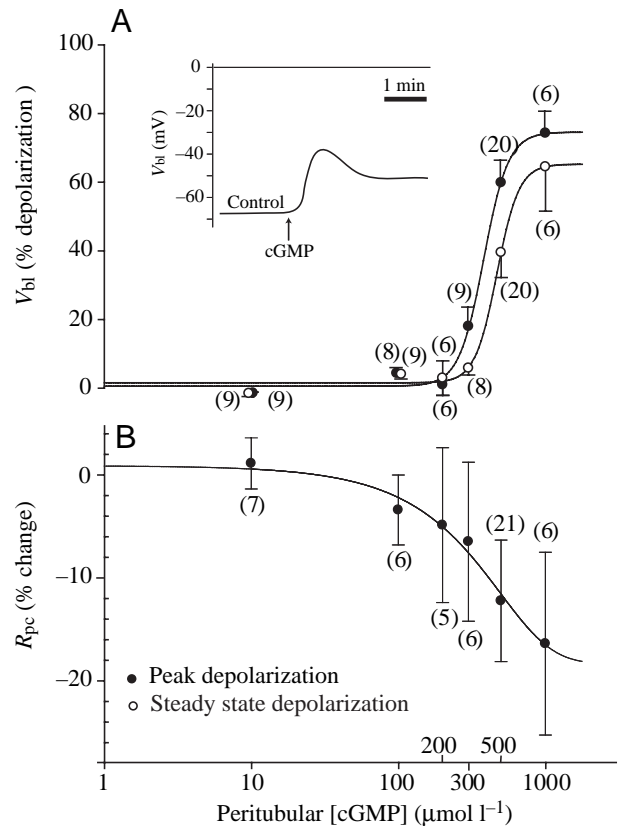 A
100
80
60
40
20
0
V_bl (% depolarization)
0
–20
–40
–60
V_bl (mV)
1 min
Control
cGMP
(6)
(20)
(6)
(9)
(20)
(6)
(8) (9)
(8)
(9) (9)
(6)
B
0
–10
–20
R_pc (% change)
(7)
(6)
(5)
(6)
(21)
(6)
● Peak depolarization
○ Steady state depolarization
200 500
1 10 100 300 1000
Peritubular [cGMP] (μmol l⁻¹)